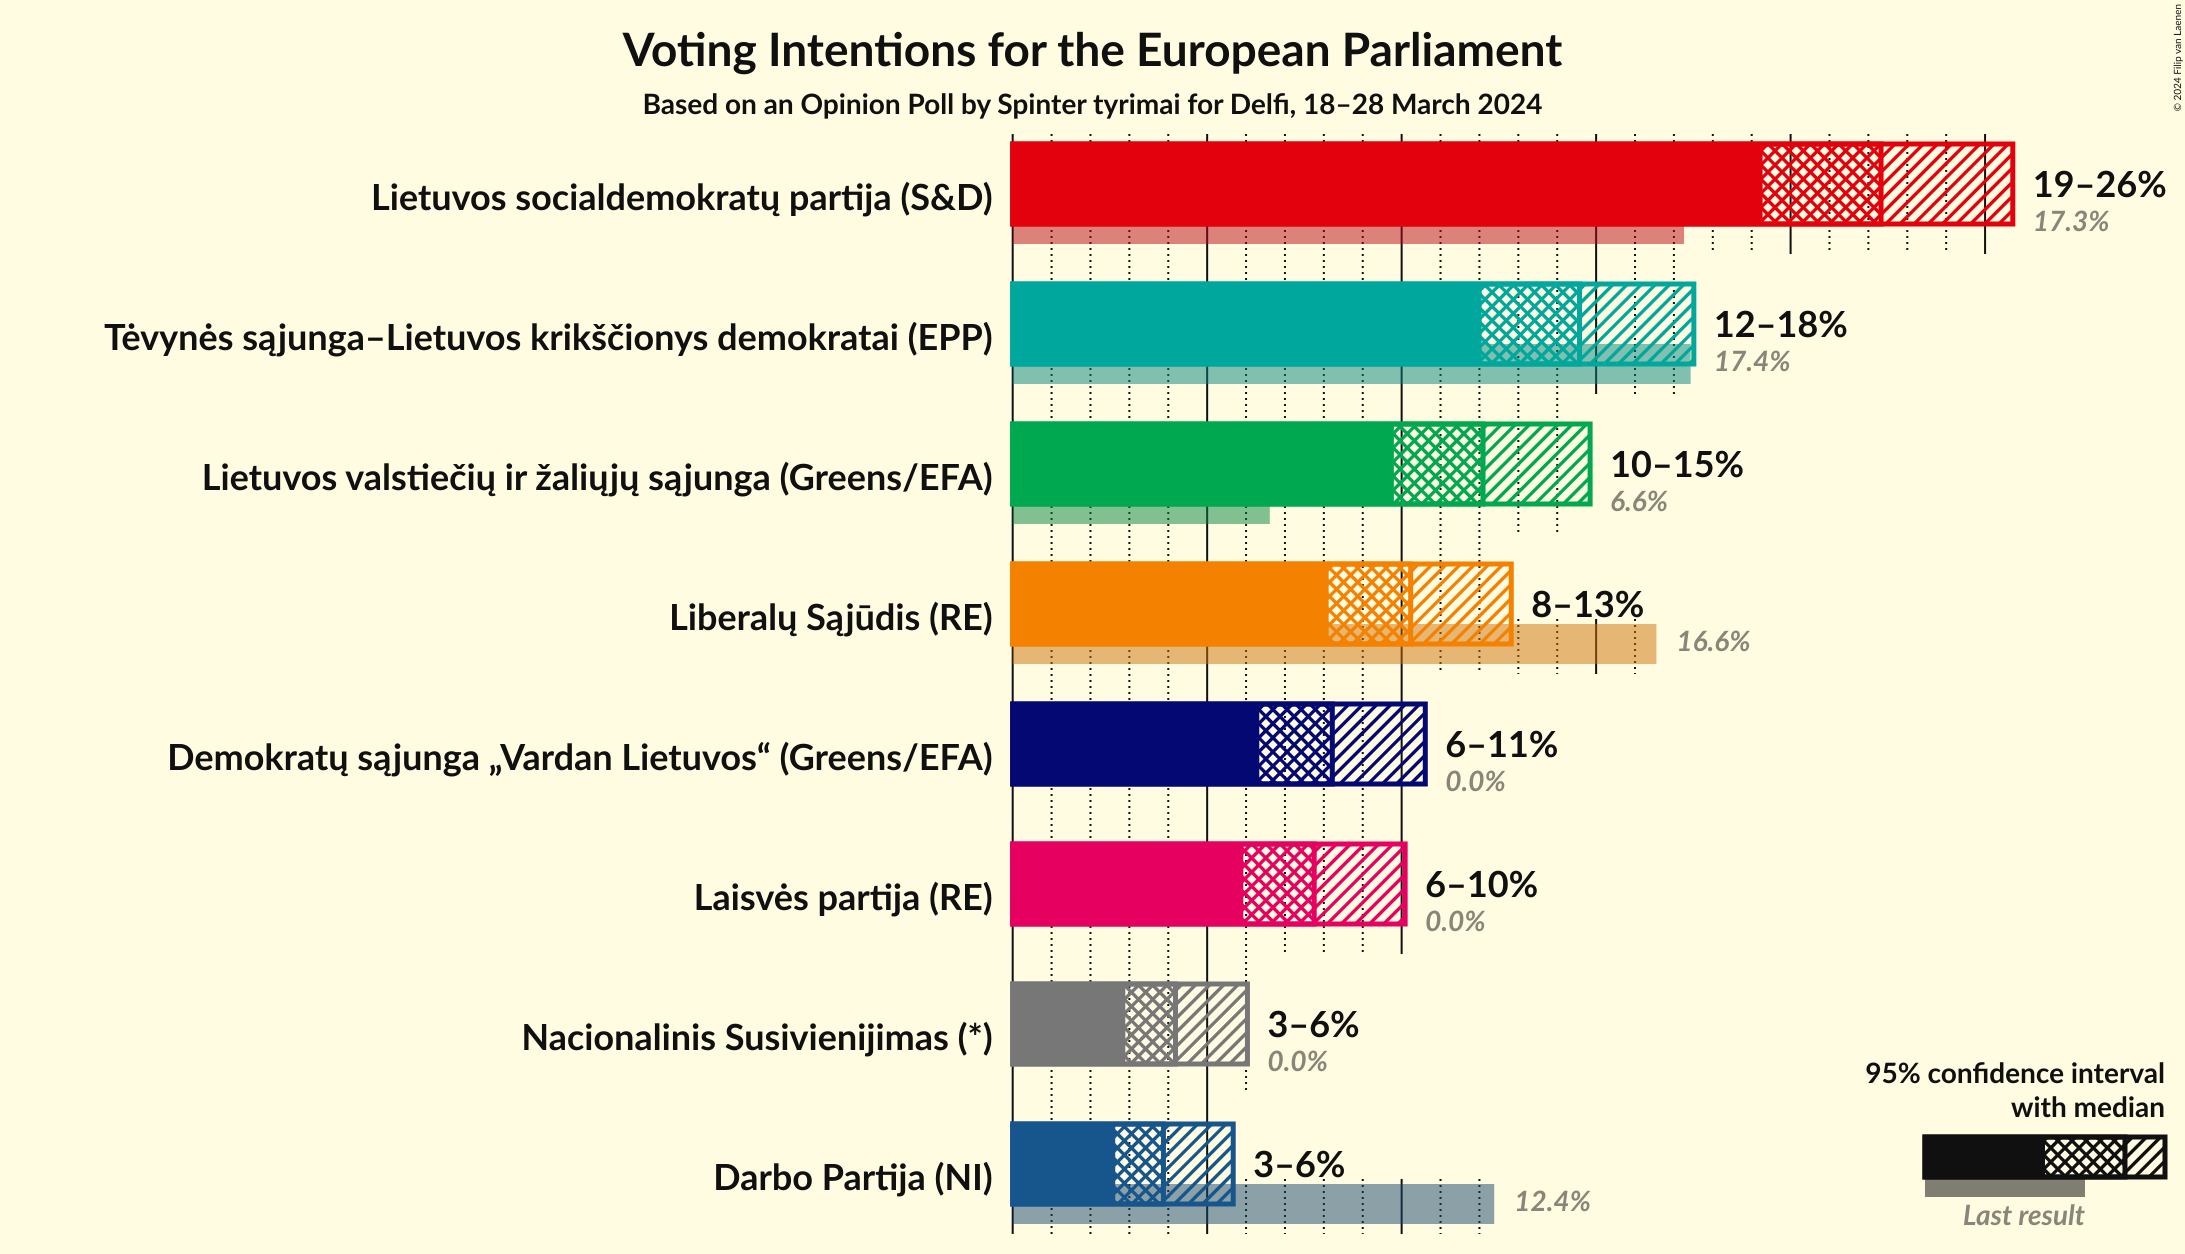 Voting Intentions for the European Parliament
Based on an Opinion Poll by Spinter tyrimai for Delfi, 18–28 March 2024
© 2024 Filip van Laenen
Lietuvos socialdemokratų partija (S&D)
19–26%
17.3%
Tėvynės sąjunga–Lietuvos krikščionys demokratai (EPP)
12–18%
17.4%
Lietuvos valstiečių ir žaliųjų sąjunga (Greens/EFA)
10–15%
6.6%
Liberalų Sąjūdis (RE)
8–13%
16.6%
Demokratų sąjunga „Vardan Lietuvos“ (Greens/EFA)
6–11%
0.0%
Laisvės partija (RE)
6–10%
0.0%
Nacionalinis Susivienijimas (*)
3–6%
0.0%
Darbo Partija (NI)
3–6%
12.4%
95% confidence interval
with median
Last result